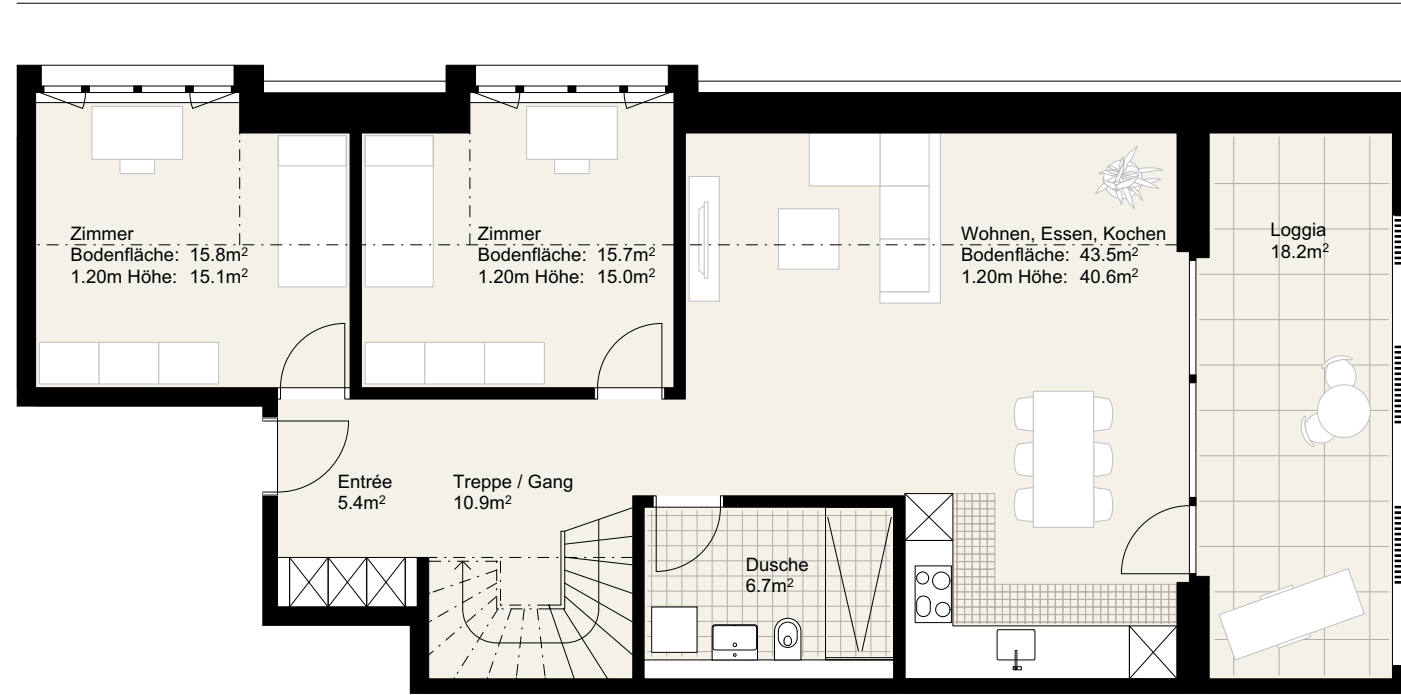 Zimmer
Bodenfläche: 15.8m²
1.20m Höhe: 15.1m²
Zimmer
Bodenfläche: 15.7m²
1.20m Höhe: 15.0m²
Wohnen, Essen, Kochen
Bodenfläche: 43.5m²
1.20m Höhe: 40.6m²
Loggia
18.2m²
Entrée
5.4m²
Treppe / Gang
10.9m²
Dusche
6.7m²